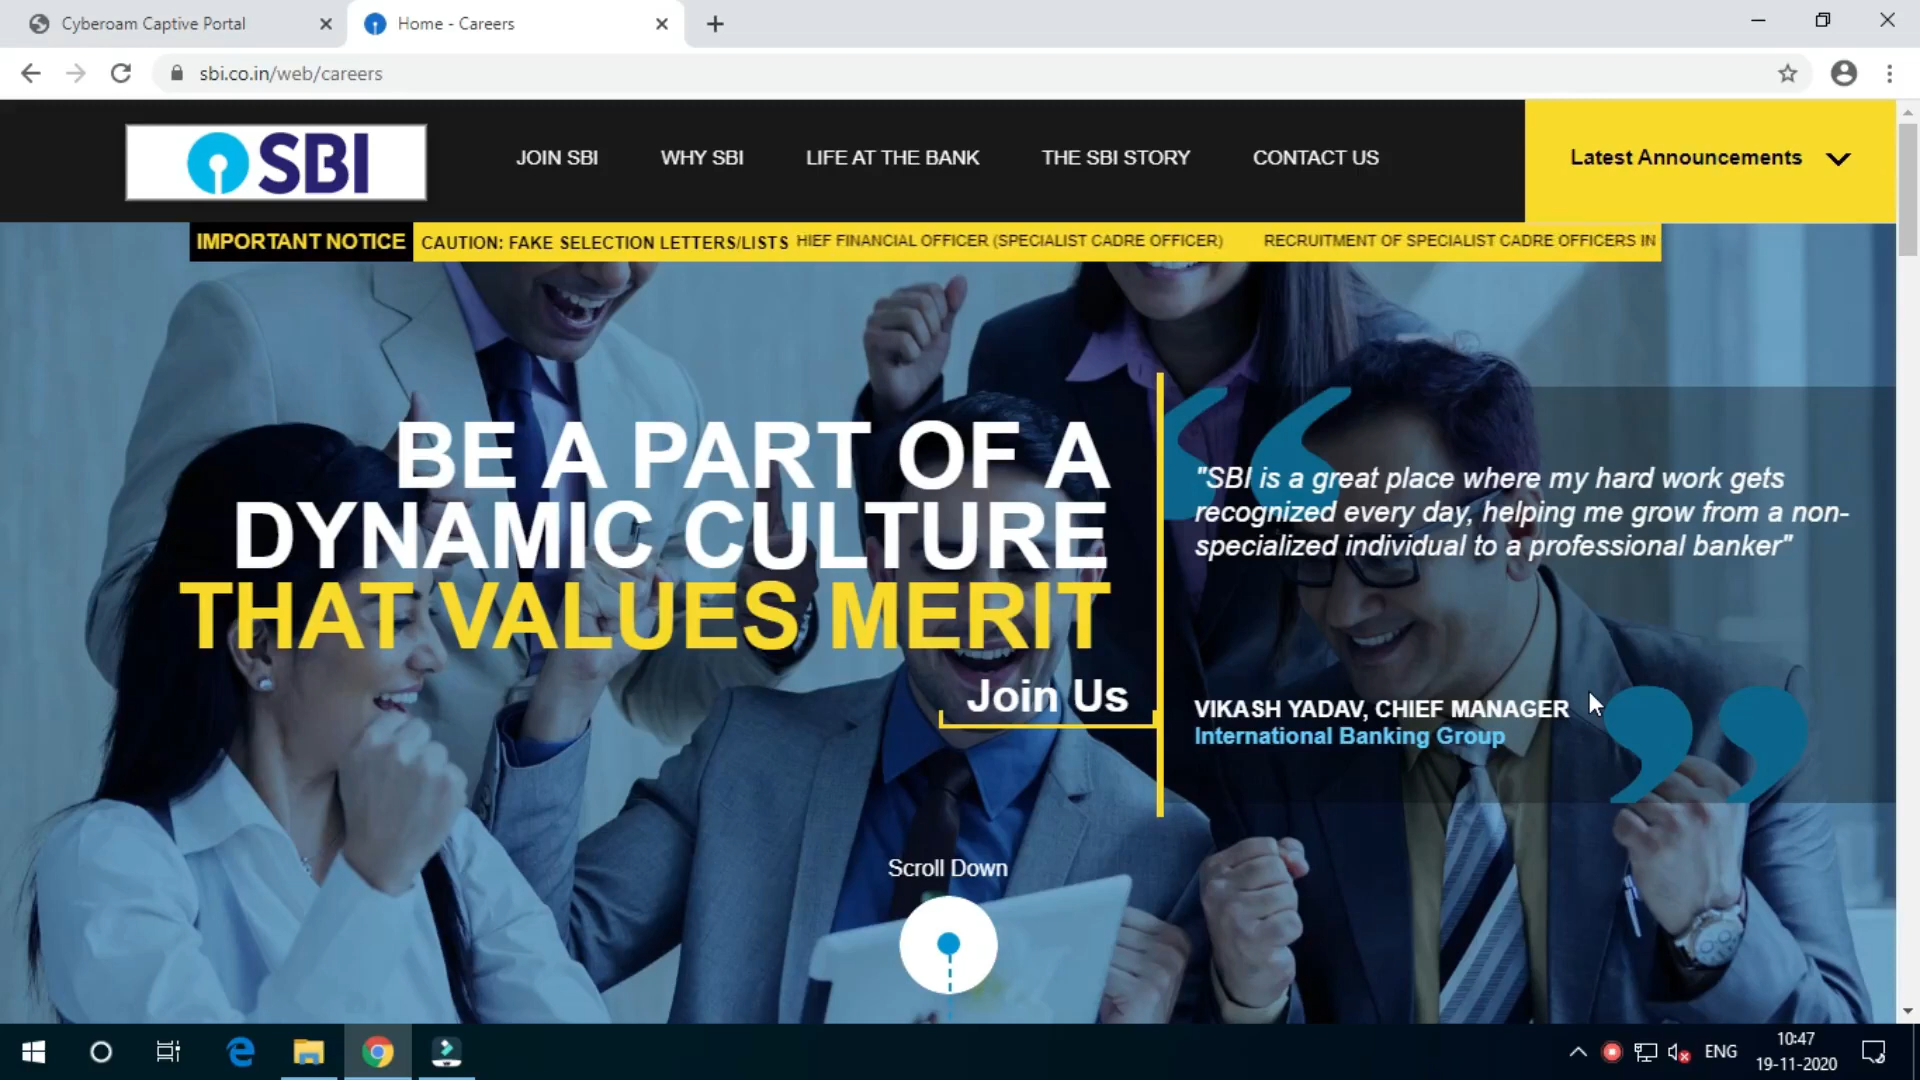 Cyberoam Captive Portal
Home - Careers
sbi.co.in/web/careers
SBI
JOIN SBI
WHY SBI
LIFE AT THE BANK
THE SBI STORY
CONTACT US
Latest Announcements
IMPORTANT NOTICE
CAUTION: FAKE SELECTION LETTERS/LISTS
HIEF FINANCIAL OFFICER (SPECIALIST CADRE OFFICER)
RECRUITMENT OF SPECIALIST CADRE OFFICERS IN
BE A PART OF A
DYNAMIC CULTURE
THAT VALUES MERIT
Join Us
"SBI is a great place where my hard work gets
recognized every day, helping me grow from a non-
specialized individual to a professional banker"
VIKASH YADAV, CHIEF MANAGER
International Banking Group
Scroll Down
ENG
10:47
19-11-2020